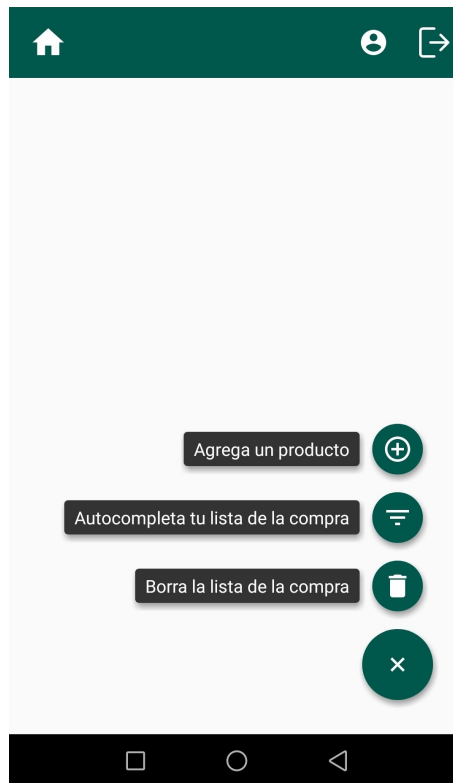 Agrega un producto
Autocompleta tu lista de la compra
Borra la lista de la compra